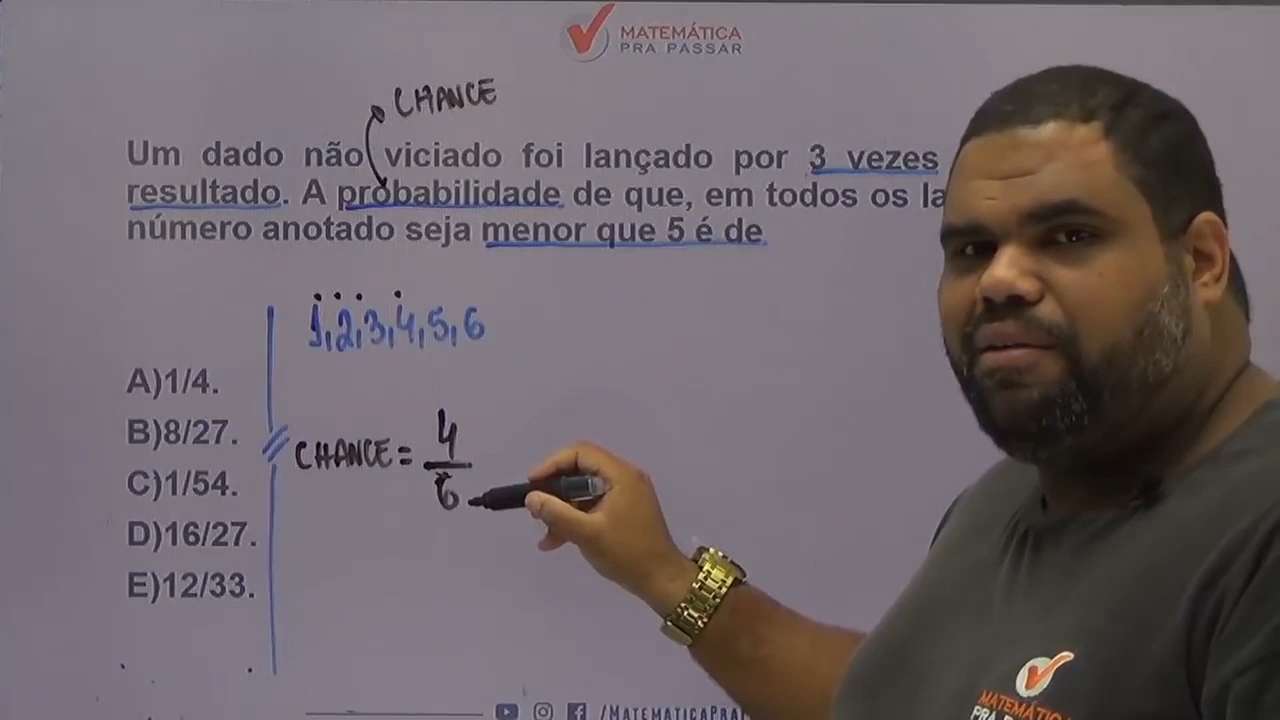 MATEMÁTICA
PRA PASSAR
CHANCE
Um dado não viciado foi lançado por 3 vezes
resultado. A probabilidade de que, em todos os la
número anotado seja menor que 5 é de
1,2,3,4,5,6
A)1/4.
B)8/27.
CHANCE = 4/6
C)1/54.
D)16/27.
E)12/33.
MATEMÁTICA
PRA PASSAR
/MATEMATICAPRA